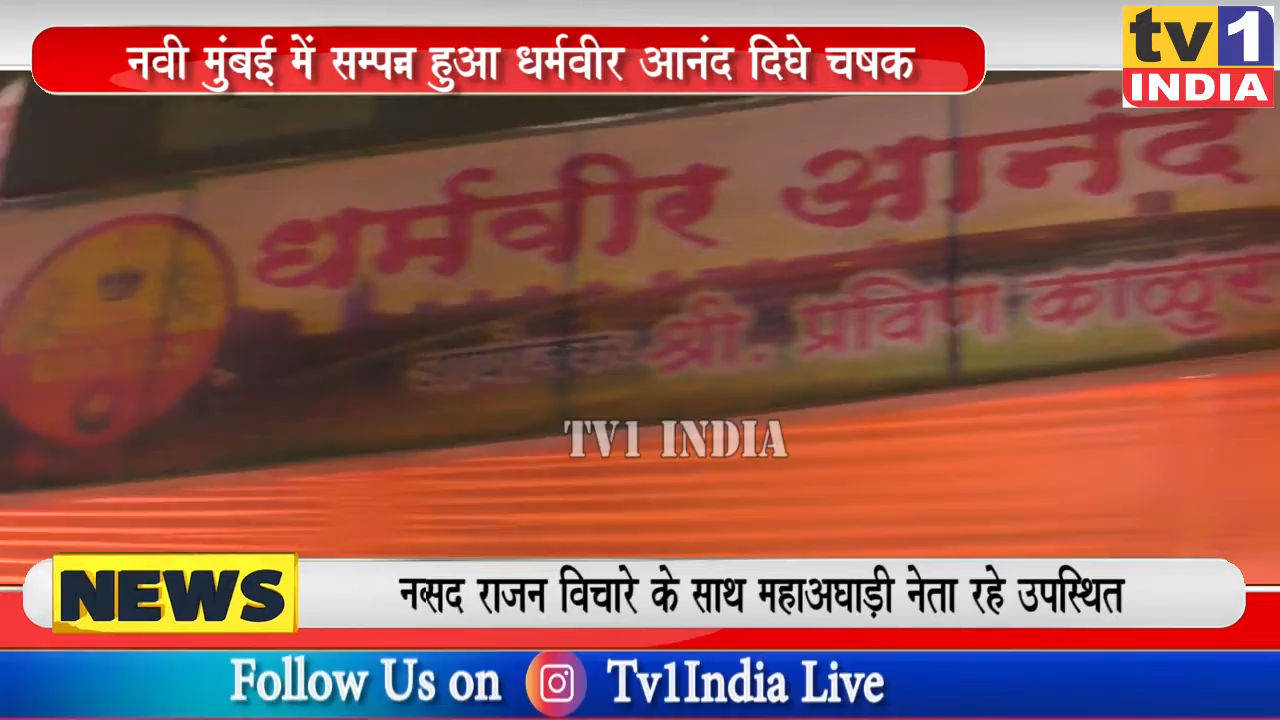 नवी मुंबई में सम्पन्न हुआ धर्मवीर आनंद दिघे चषक
tv1
INDIA
धर्मवीर आनंद
श्री. प्रविण काळुर
TV1 INDIA
NEWS
राजन विचारे के साथ महाअघाड़ी नेता रहे उपस्थित
Follow Us on Tv1India Live